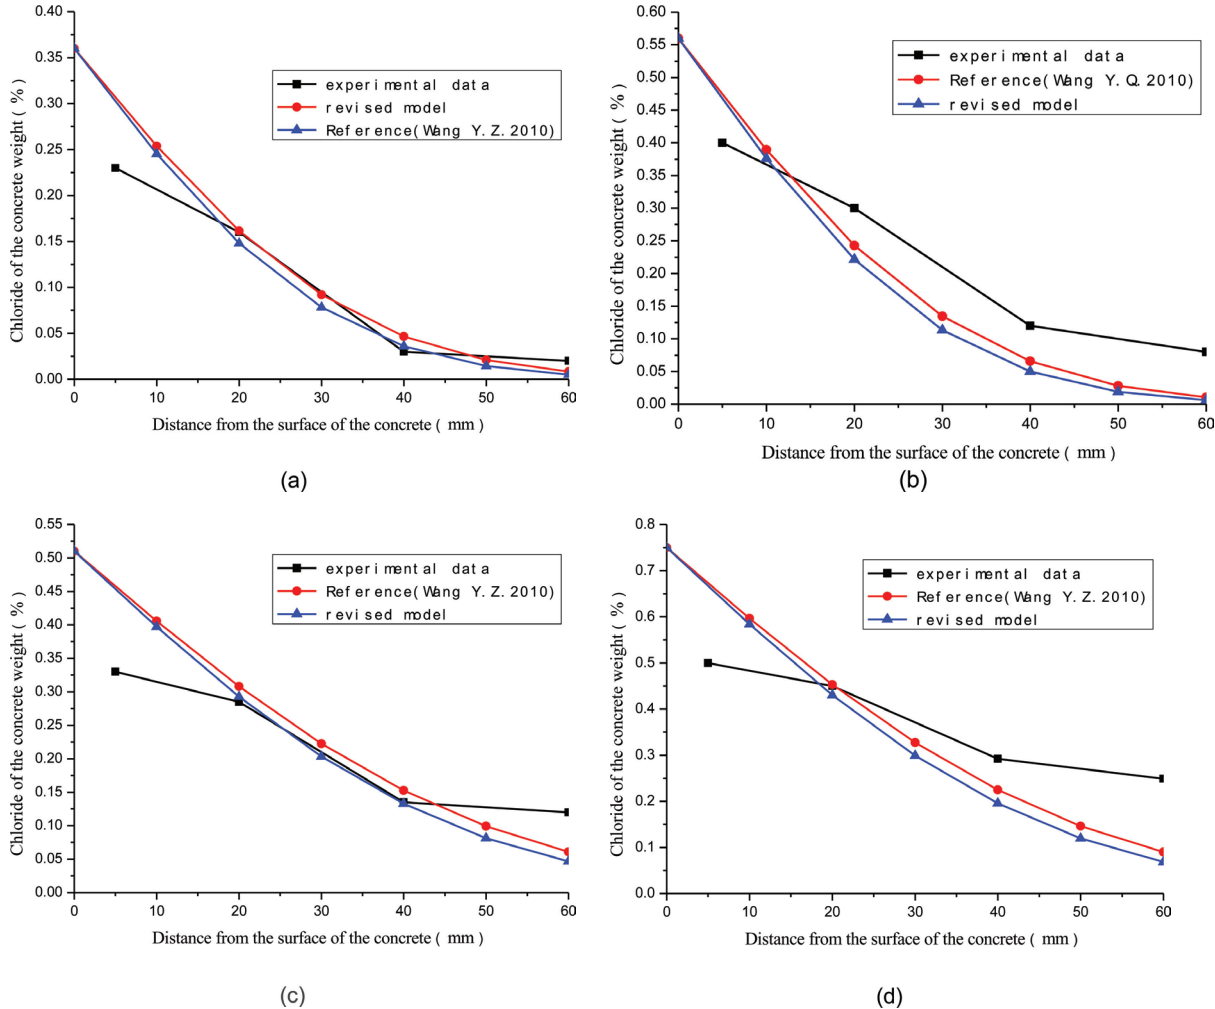 0.40
0.35
0.30
0.25
0.20
0.15
0.10
0.05
0.00
Chloride of the concrete weight ( % )
experimental data
revised model
Reference(Wang Y. Z. 2010)
0 10 20 30 40 50 60
Distance from the surface of the concrete ( mm )
(a)
0.60
0.55
0.50
0.45
0.40
0.35
0.30
0.25
0.20
0.15
0.10
0.05
0.00
Chloride of the concrete weight ( % )
experimental data
Reference(Wang Y. Q. 2010)
revised model
0 10 20 30 40 50 60
Distance from the surface of the concrete ( mm )
(b)
0.55
0.50
0.45
0.40
0.35
0.30
0.25
0.20
0.15
0.10
0.05
0.00
Chloride of the concrete weight ( % )
experimental data
Reference(Wang Y. Z. 2010)
revised model
0 10 20 30 40 50 60
Distance from the surface of the concrete ( mm )
(c)
0.8
0.7
0.6
0.5
0.4
0.3
0.2
0.1
0.0
Chloride of the concrete weight ( % )
experimental data
Reference(Wang Y. Z. 2010)
revised model
0 10 20 30 40 50 60
Distance from the surface of the concrete ( mm )
(d)